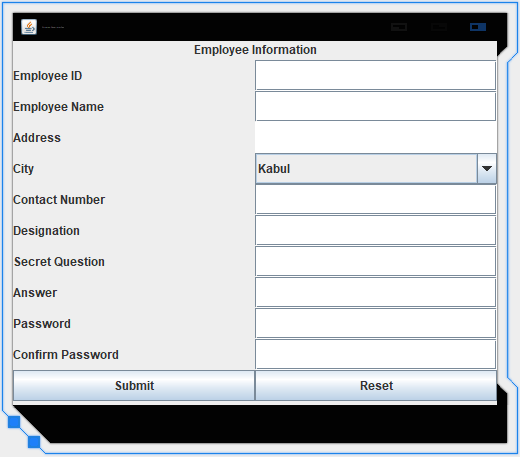 Employee Information
Employee ID
Employee Name
Address
City Kabul
Contact Number
Designation
Secret Question
Answer
Password
Confirm Password
Submit Reset